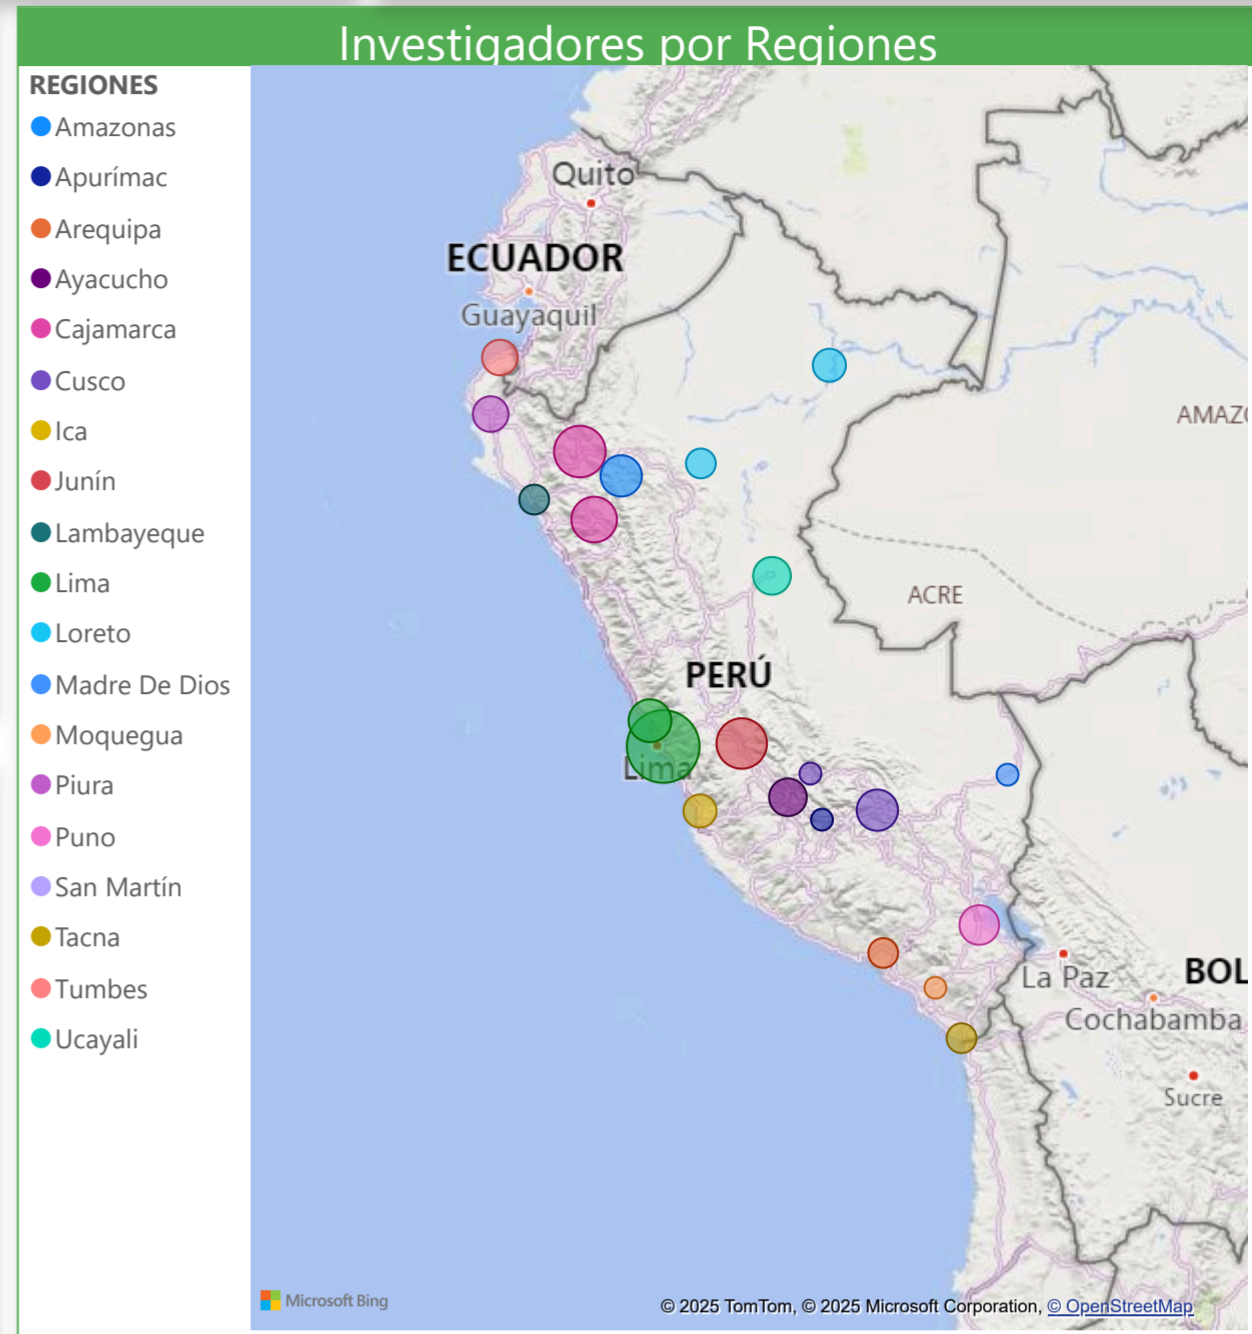 Investigadores por Regiones
REGIONES
Amazonas
Apurímac
Arequipa
Ayacucho
Cajamarca
Cusco
Ica
Junín
Lambayeque
Lima
Loreto
Madre De Dios
Moquegua
Piura
Puno
San Martín
Tacna
Tumbes
Ucayali
Quito
ECUADOR
Guayaquil
AMAZO
ACRE
PERÚ
Lima
La Paz
BOL
Cochabamba
Sucre
Microsoft Bing
© 2025 TomTom, © 2025 Microsoft Corporation, © OpenStreetMap